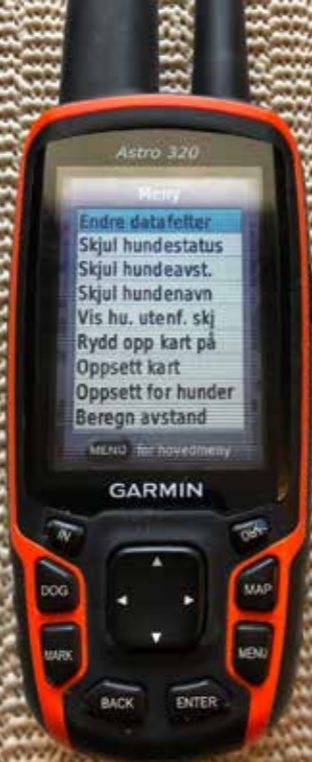 Astro 320
Meny
Endre datafelter
Skjul hundestatus
Skjul hundeavst.
Skjul hundenavn
Vis hu. utenf. skj
Rydd opp kart på
Oppsett kart
Oppsett for hunder
Beregn avstand
MENU for hovedmeny
GARMIN
IN
DOG
MAP
MARK
MENU
BACK
ENTER